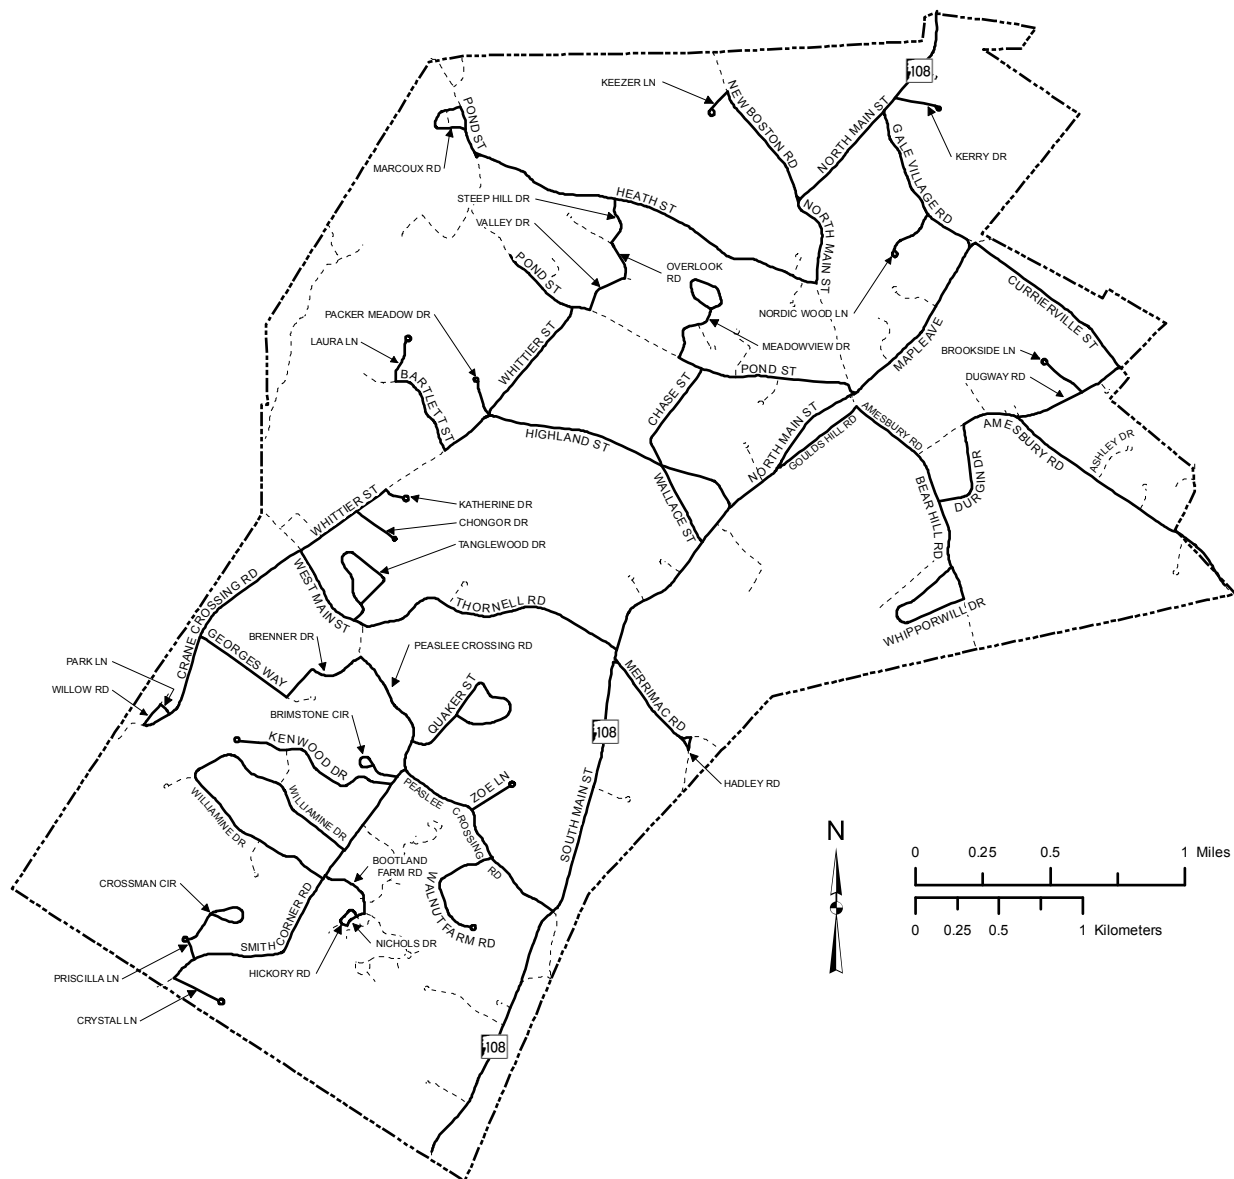 108
KEEZER LN
NEW BOSTON RD
NORTH MAIN ST
KERRY DR
POND ST
MARCOUX RD
GALE VILLAGE RD
STEEP HILL DR
HEATH ST
NORTH MAIN ST
VALLEY DR
POND ST
OVERLOOK
RD
CURRIERVILLE ST
NORDIC WOOD LN
PACKER MEADOW DR
LAURA LN
WHITTIER ST
MEADOWVIEW DR
MAPLE AVE
BROOKSIDE LN
DUGWAY RD
BARTLETT ST
CHASE ST
POND ST
HIGHLAND ST
NORTH MAIN ST
GOULDS HILL RD
AMESBURY RD
AMESBURY RD
ASHLEY DR
WALLACE ST
BEAR HILL RD
DURGIN DR
WHITTIER ST
KATHERINE DR
CHONGOR DR
TANGLEWOOD DR
CRANE CROSSING RD
WEST MAIN ST
THORNELL RD
WHIPPORWILL DR
GEORGES WAY
BRENNER DR
PEASLEE CROSSING RD
PARK LN
WILLOW RD
MERRIMAC RD
QUAKER ST
BRIMSTONE CIR
108
KENWOOD DR
HADLEY RD
PEASLEE
CROSSING
RD
ZOE LN
WILLIAMINE DR
WILLIAMINE DR
SOUTH MAIN ST
BOOTLAND
FARM RD
WALNUT FARM RD
CROSSMAN CIR
SMITH CORNER RD
NICHOLS DR
HICKORY RD
PRISCILLA LN
CRYSTAL LN
108
N
0 0.25 0.5 1 Miles
0 0.25 0.5 1 Kilometers